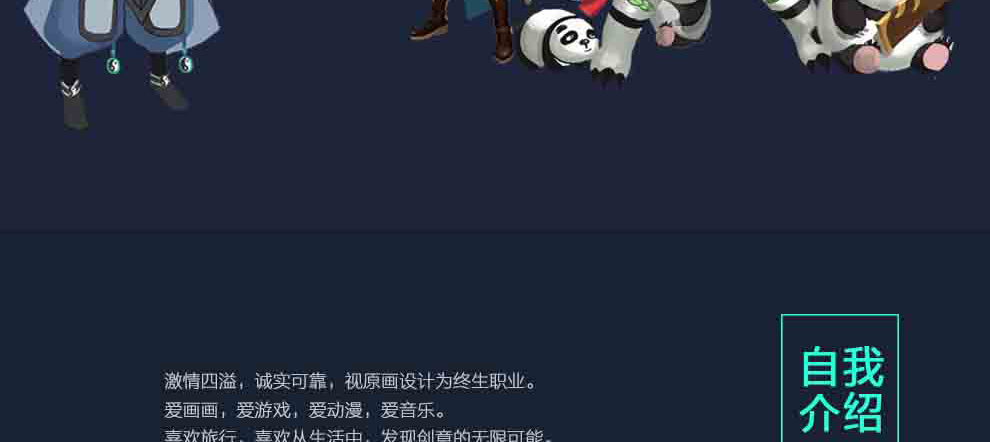 激情四溢，诚实可靠，视原画设计为终生职业。
爱画画，爱游戏，爱动漫，爱音乐。
喜欢旅行，喜欢从生活中，发现创意的无限可能。
自我
介绍